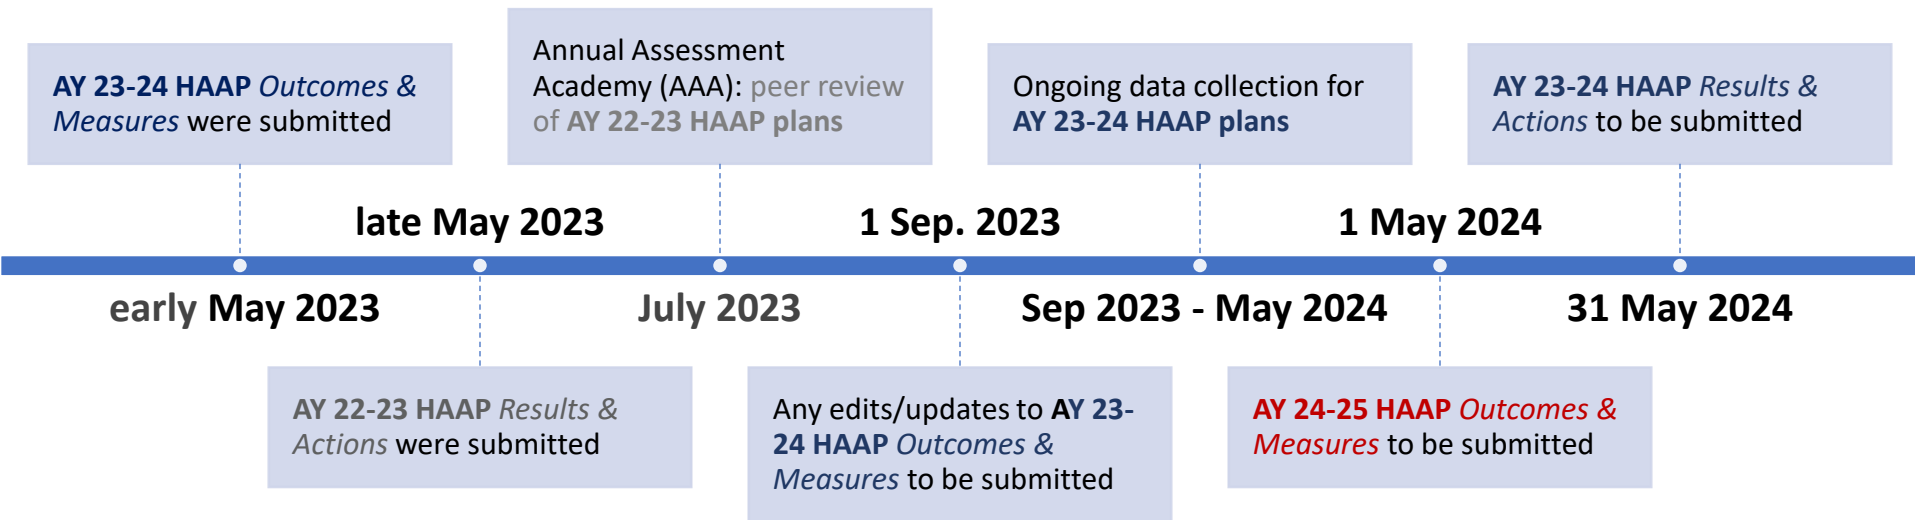 AY 23-24 HAAP Outcomes &
Measures were submitted
Annual Assessment
Academy (AAA): peer review
of AY 22-23 HAAP plans
Ongoing data collection for
AY 23-24 HAAP plans
AY 23-24 HAAP Results &
Actions to be submitted
late May 2023
1 Sep. 2023
1 May 2024
early May 2023
July 2023
Sep 2023 - May 2024
31 May 2024
AY 22-23 HAAP Results &
Actions were submitted
Any edits/updates to AY 23-
24 HAAP Outcomes &
Measures to be submitted
AY 24-25 HAAP Outcomes &
Measures to be submitted